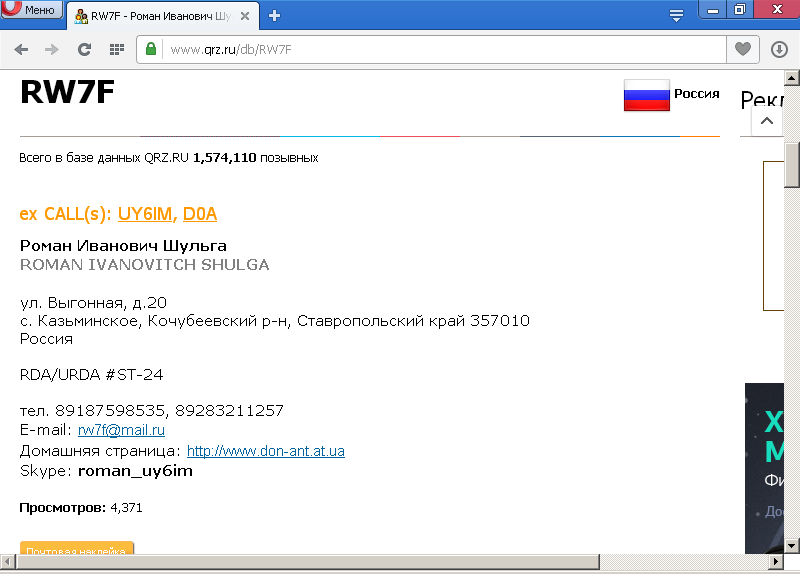 Меню
RW7F - Роман Иванович Шу
www.qrz.ru/db/RW7F
RW7F
Россия
Всего в базе данных QRZ.RU 1,574,110 позывных
ex CALL(s): UY6IM, D0A
Роман Иванович Шульга
ROMAN IVANOVITCH SHULGA
ул. Выгонная, д.20
с. Казьминское, Кочубеевский р-н, Ставропольский край 357010
Россия
RDA/URDA #ST-24
тел. 89187598535, 89283211257
E-mail: rw7f@mail.ru
Домашняя страница: http://www.don-ant.at.ua
Skype: roman_uy6im
Просмотров: 4,371
Почтовая наклейка